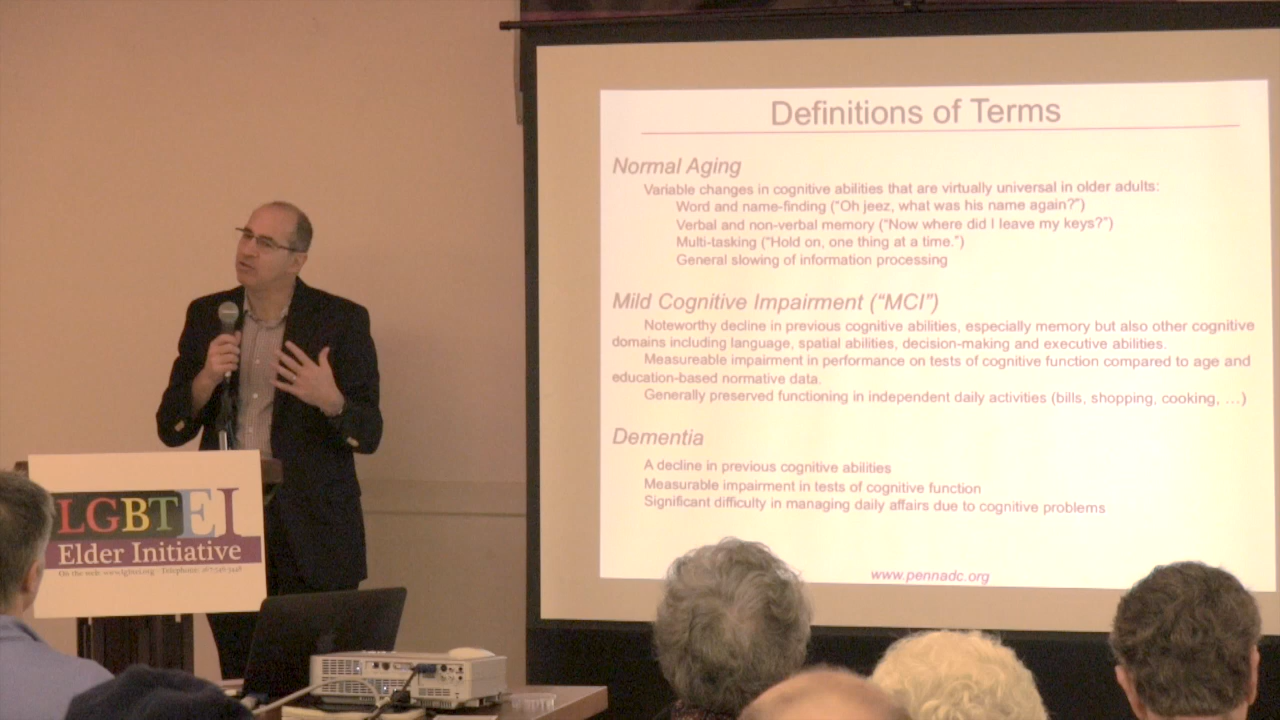 Definitions of Terms
Normal Aging
Variable changes in cognitive abilities that are virtually universal in older adults:
Word and name-finding (“Oh jeez, what was his name again?”)
Verbal and non-verbal memory (“Now where did I leave my keys?”)
Multi-tasking (“Hold on, one thing at a time.”)
General slowing of information processing
Mild Cognitive Impairment (“MCI”)
Noteworthy decline in previous cognitive abilities, especially memory but also other cognitive
domains including language, spatial abilities, decision-making and executive abilities.
Measureable impairment in performance on tests of cognitive function compared to age and
education-based normative data.
Generally preserved functioning in independent daily activities (bills, shopping, cooking, …)
Dementia
A decline in previous cognitive abilities
Measurable impairment in tests of cognitive function
Significant difficulty in managing daily affairs due to cognitive problems
www.pennadc.org
LGBTEI
Elder Initiative
On the web: www.lgbtei.org - Telephone: